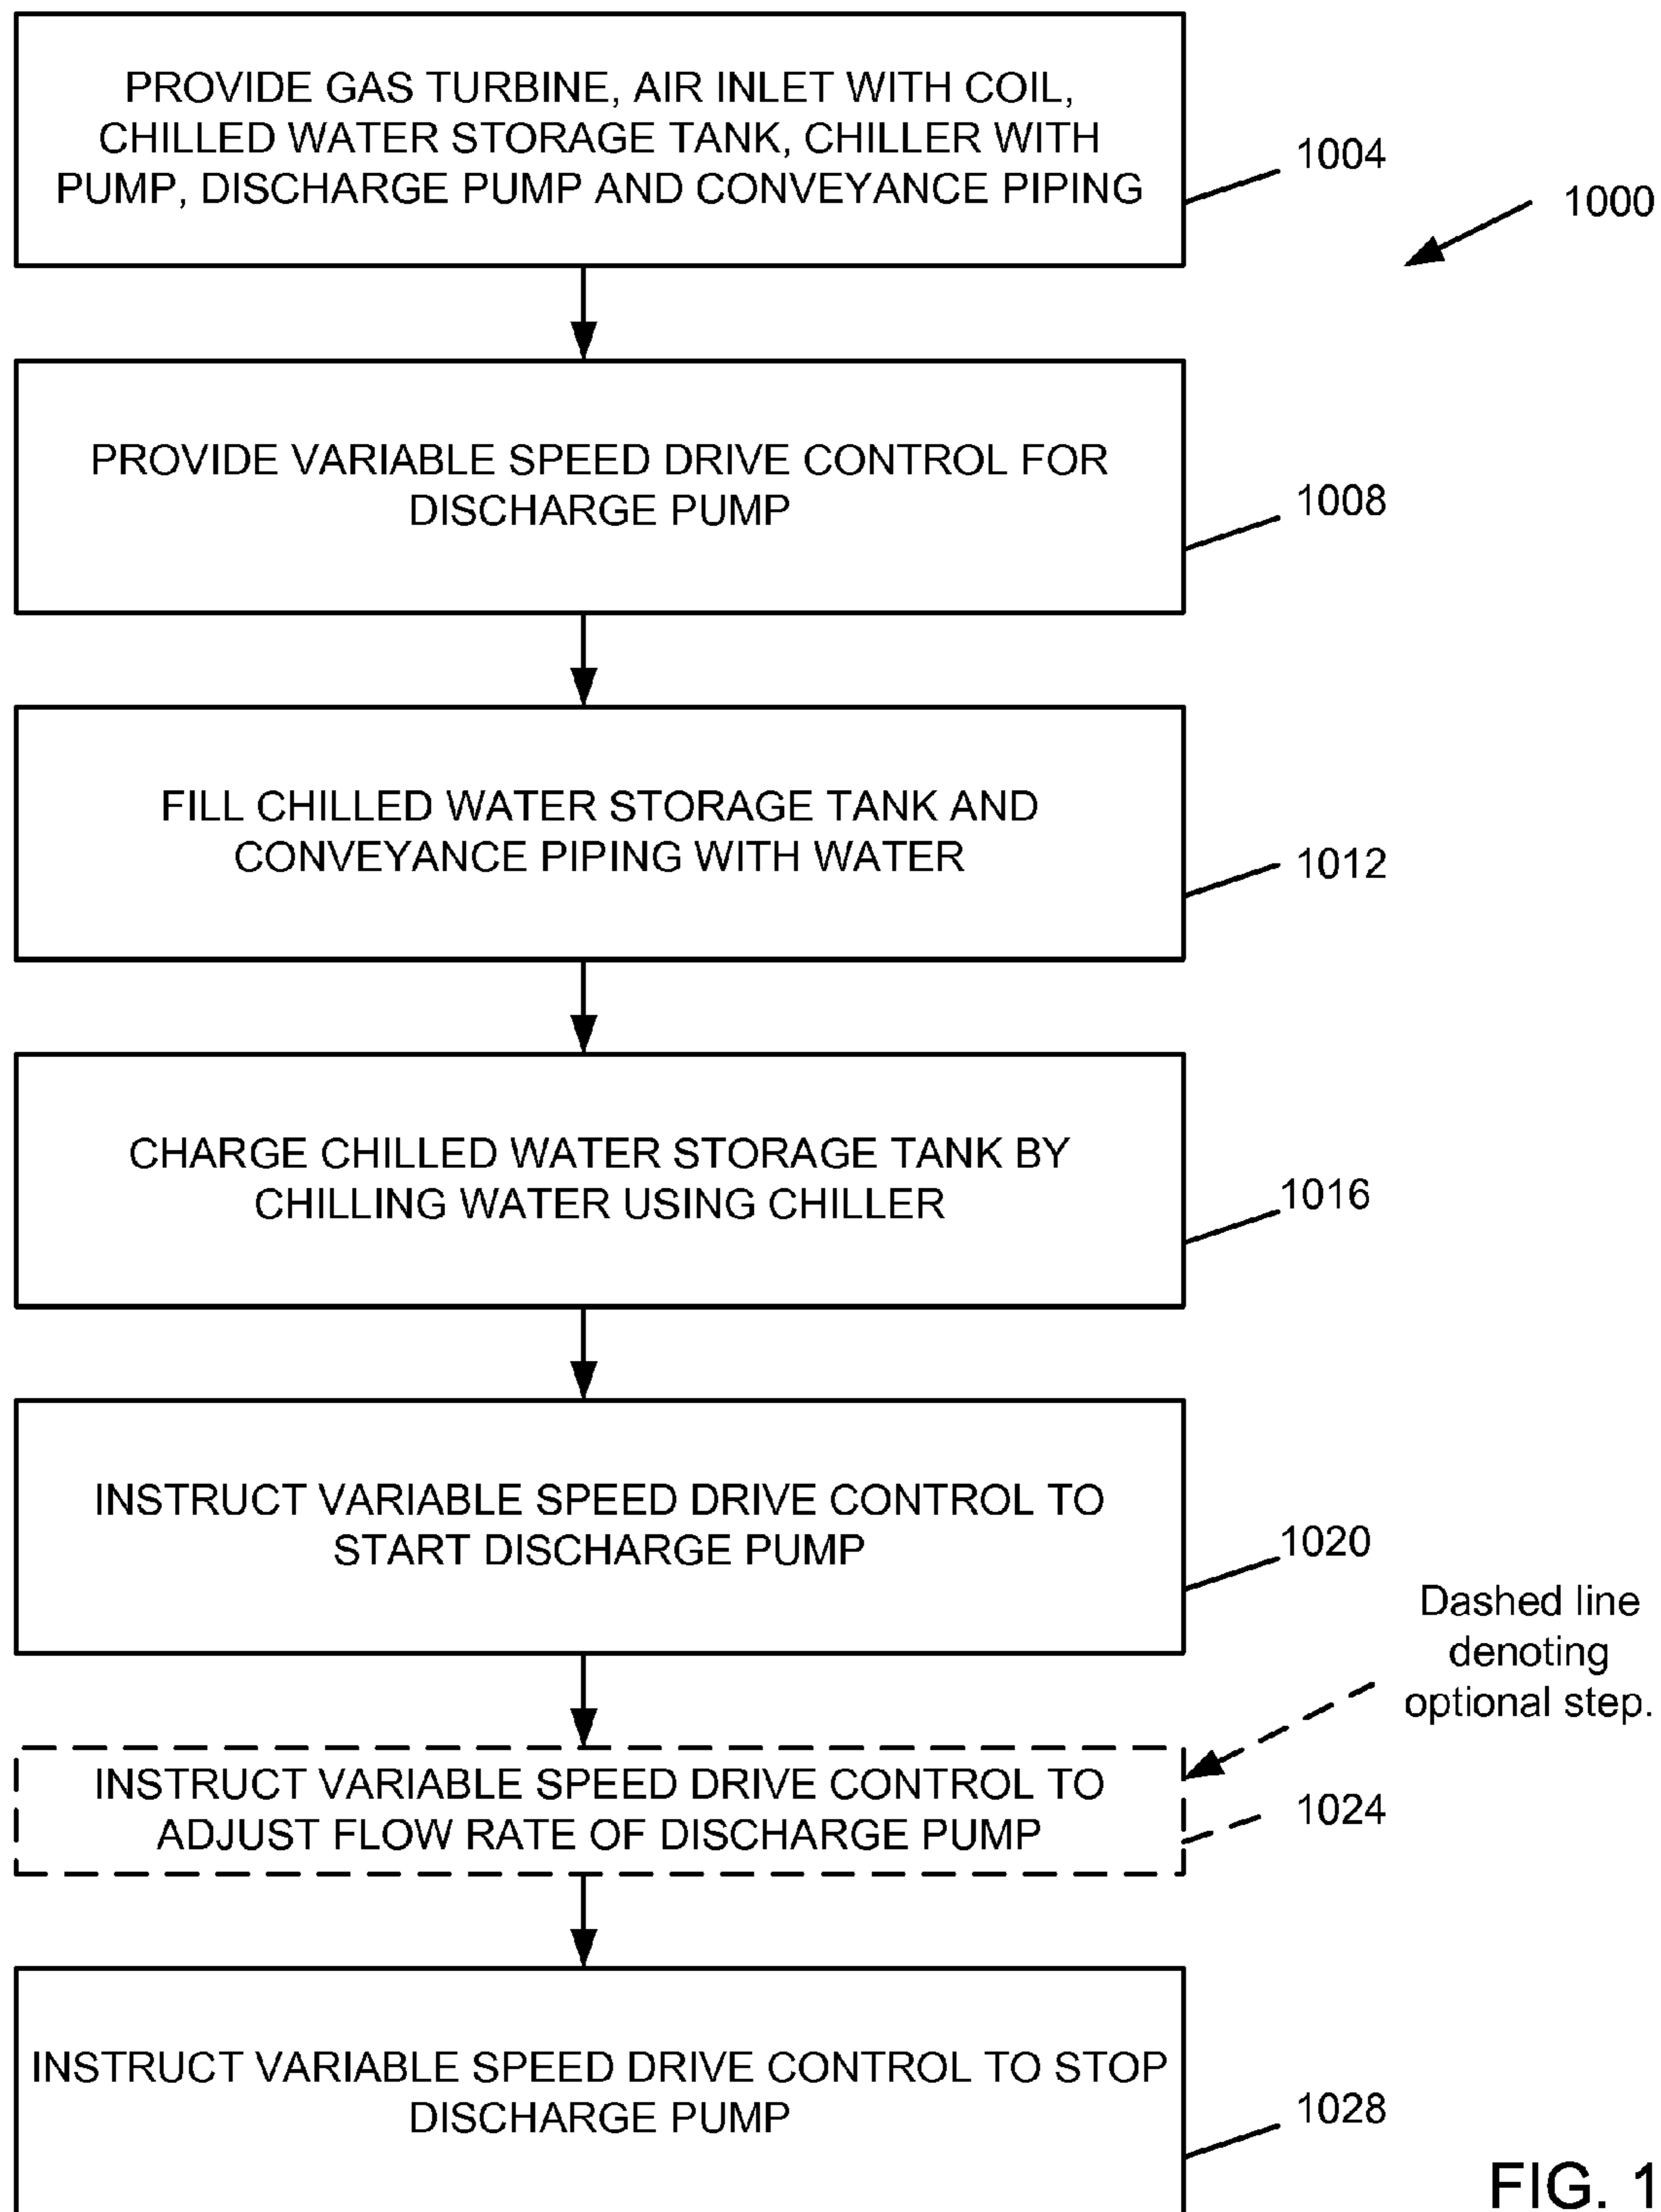 PROVIDE GAS TURBINE, AIR INLET WITH COIL,
CHILLED WATER STORAGE TANK, CHILLER WITH
PUMP, DISCHARGE PUMP AND CONVEYANCE PIPING
1004
1000
PROVIDE VARIABLE SPEED DRIVE CONTROL FOR
DISCHARGE PUMP
1008
FILL CHILLED WATER STORAGE TANK AND
CONVEYANCE PIPING WITH WATER
1012
CHARGE CHILLED WATER STORAGE TANK BY
CHILLING WATER USING CHILLER
1016
INSTRUCT VARIABLE SPEED DRIVE CONTROL TO
START DISCHARGE PUMP
1020
Dashed line
denoting
optional step.
INSTRUCT VARIABLE SPEED DRIVE CONTROL TO
ADJUST FLOW RATE OF DISCHARGE PUMP
1024
INSTRUCT VARIABLE SPEED DRIVE CONTROL TO STOP
DISCHARGE PUMP
1028
FIG. 1